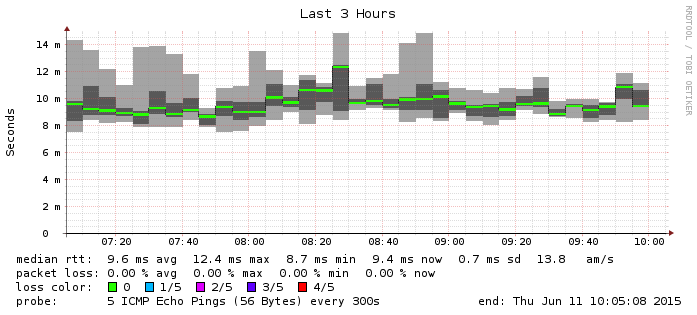 Last 3 Hours
RRDTOOL / TOBI OETIKER
Seconds
14 m
12 m
10 m
8 m
6 m
4 m
2 m
0
07:20 07:40 08:00 08:20 08:40 09:00 09:20 09:40 10:00
median rtt: 9.6 ms avg 12.4 ms max 8.7 ms min 9.4 ms now 0.7 ms sd 13.8 am/s
packet loss: 0.00 % avg 0.00 % max 0.00 % min 0.00 % now
loss color: 0 1/5 2/5 3/5 4/5
probe: 5 ICMP Echo Pings (56 Bytes) every 300s end: Thu Jun 11 10:05:08 2015